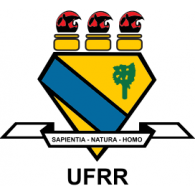 SAPIENTIA - NATURA - HOMO
UFRR